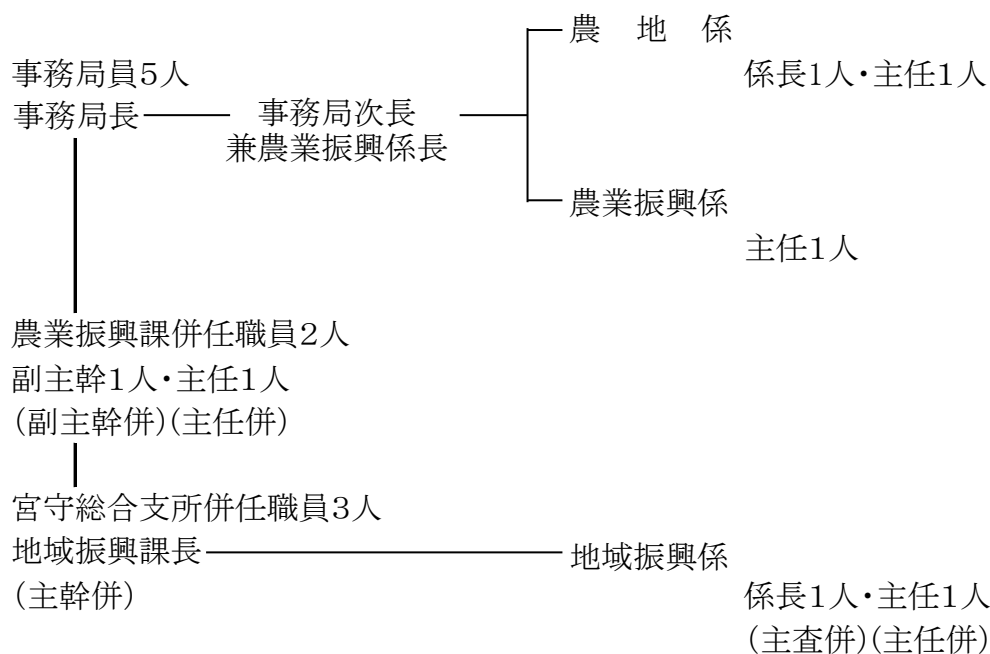 農　地　係
事務局員5人
係長1人・主任1人
事務局長
事務局次長
兼農業振興係長
農業振興係
主任1人
農業振興課併任職員2人
副主幹1人・主任1人
(副主幹併)(主任併)
宮守総合支所併任職員3人
地域振興課長
地域振興係
(主幹併)
係長1人・主任1人
(主査併)(主任併)